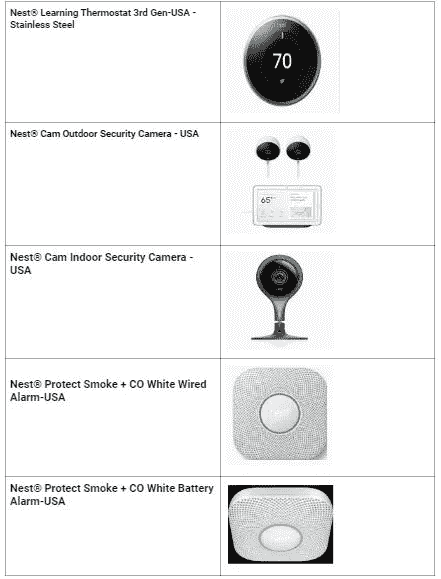 Nest® Learning Thermostat 3rd Gen-USA -
Stainless Steel
70
Nest® Cam Outdoor Security Camera - USA
65°
Nest® Cam Indoor Security Camera -
USA
Nest® Protect Smoke + CO White Wired
Alarm-USA
Nest® Protect Smoke + CO White Battery
Alarm-USA